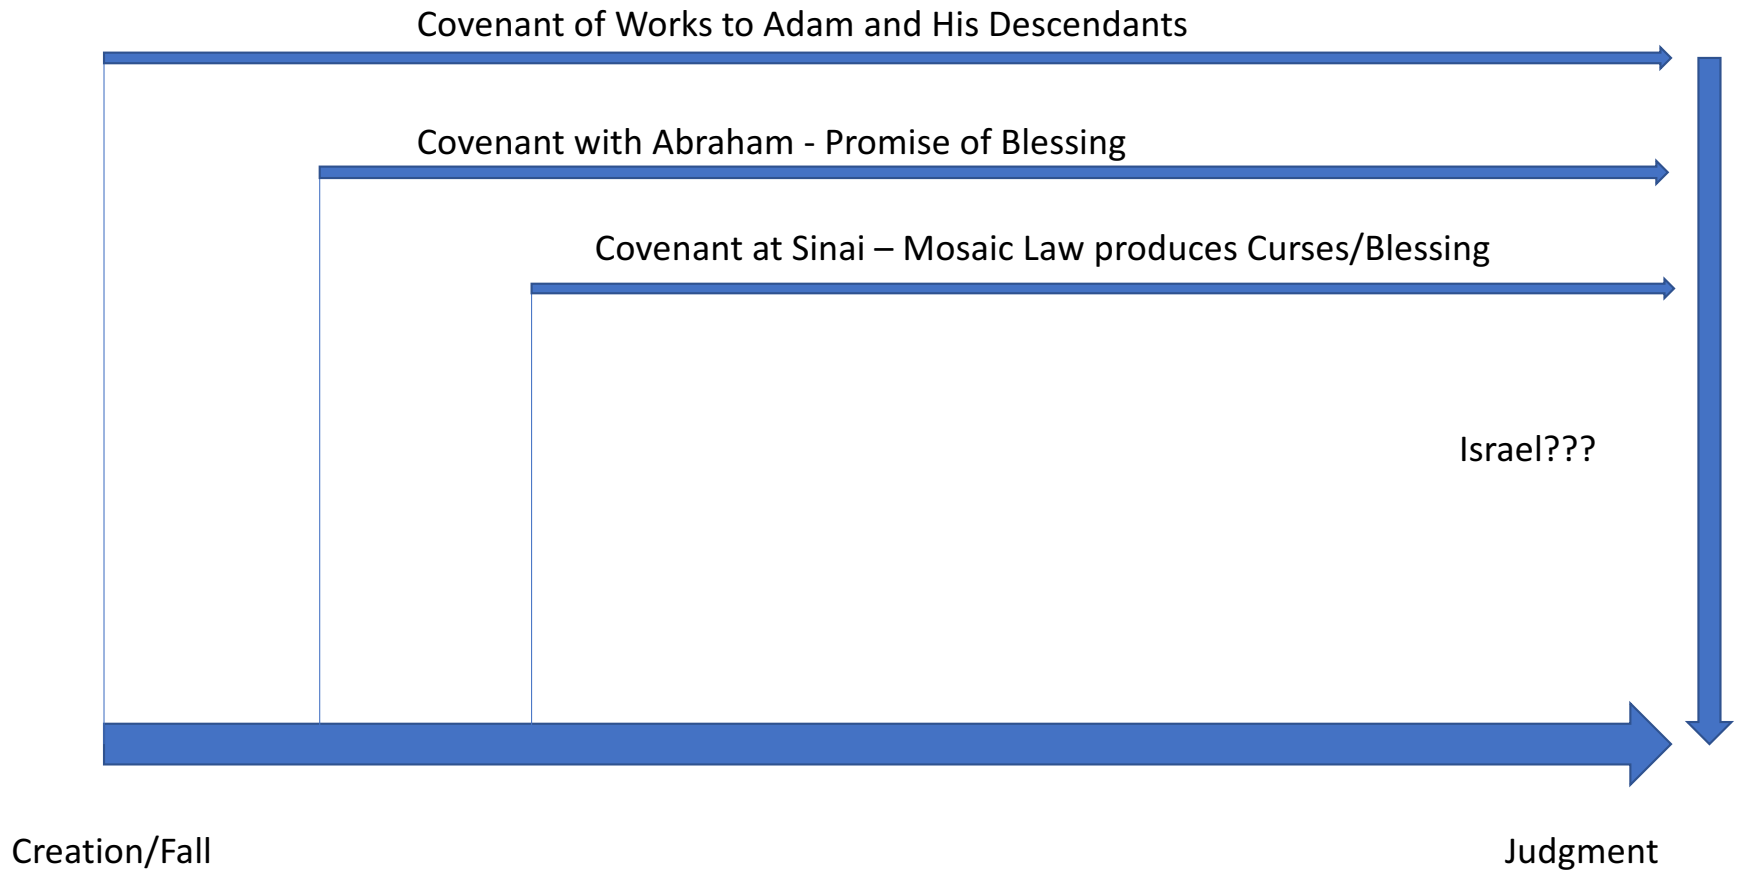 Covenant of Works to Adam and His Descendants
Covenant with Abraham - Promise of Blessing
Covenant at Sinai – Mosaic Law produces Curses/Blessing
Israel???
Creation/Fall
Judgment